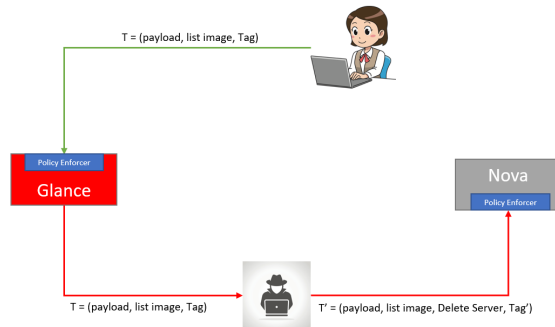 T = (payload, list image, Tag)
Policy Enforcer
Glance
Nova
Policy Enforcer
T = (payload, list image, Tag)
T' = (payload, list image, Delete Server, Tag')